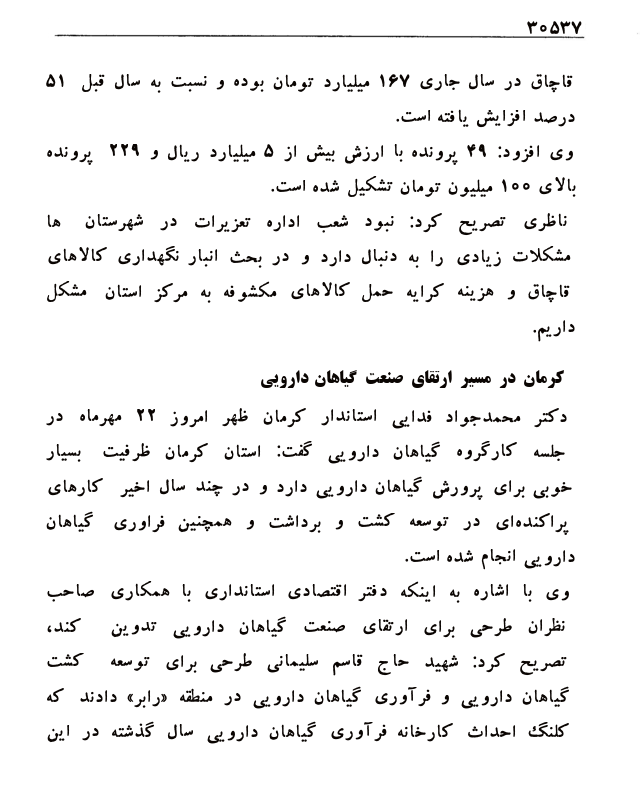 ۳۰۵۳۷
قاچاق در سال جاری ۱۶۷ میلیارد تومان بوده و نسبت به سال قبل ۵۱
درصد افزایش یافته است.
وی افزود: ۴۹ پرونده با ارزش بیش از ۵ میلیارد ریال و ۲۲۹ پرونده
بالای ۱۰۰ میلیون تومان تشکیل شده است.
ناظری تصریح کرد: نبود شعب اداره تعزیرات در شهرستان ها
مشکلات زیادی را به دنبال دارد و در بحث انبار نگهداری کالاهای
قاچاق و هزینه کرایه حمل کالاهای مکشوفه به مرکز استان مشکل
داریم.
کرمان در مسیر ارتقای صنعت گیاهان دارویی
دکتر محمدجواد فدایی استاندار کرمان ظهر امروز ۲۲ مهرماه در
جلسه کارگروه گیاهان دارویی گفت: استان کرمان ظرفیت بسیار
خوبی برای پرورش گیاهان دارویی دارد و در چند سال اخیر کارهای
پراکنده‌ای در توسعه کشت و برداشت و همچنین فراوری گیاهان
دارویی انجام شده است.
وی با اشاره به اینکه دفتر اقتصادی استانداری با همکاری صاحب
نظران طرحی برای ارتقای صنعت گیاهان دارویی تدوین کند،
تصریح کرد: شهید حاج قاسم سلیمانی طرحی برای توسعه کشت
گیاهان دارویی و فرآوری گیاهان دارویی در منطقه «رابر» دادند که
کلنگ احداث کارخانه فرآوری گیاهان دارویی سال گذشته در این